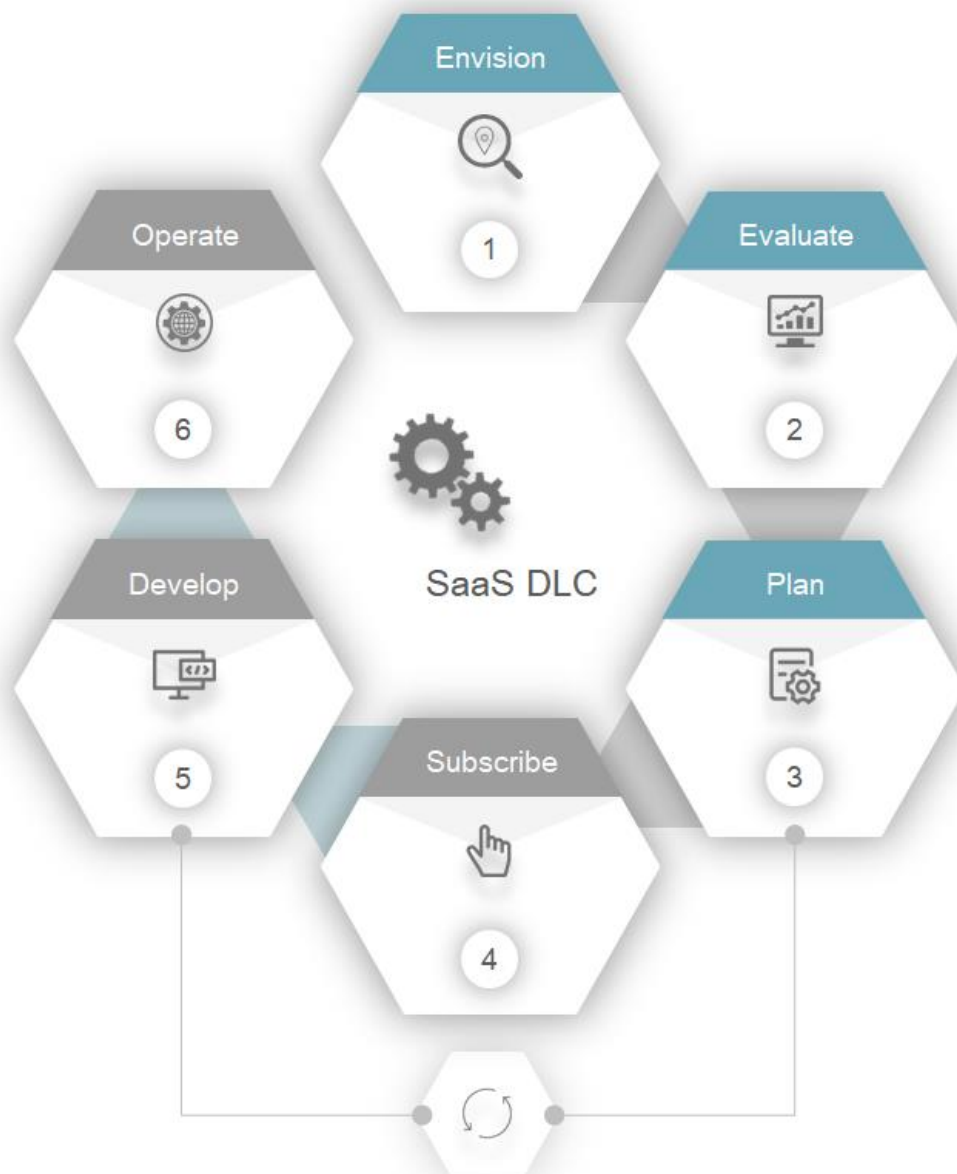 Envision
1
Evaluate
2
Plan
3
Subscribe
4
Develop
5
Operate
6
SaaS DLC